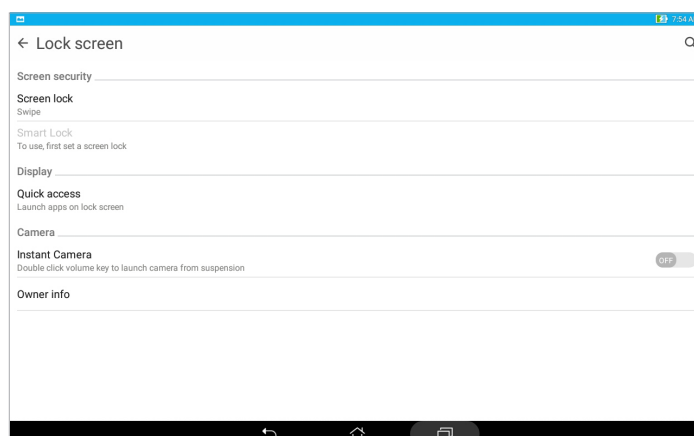 7:54 A
Lock screen
Screen security
Screen lock
Swipe
Smart Lock
To use, first set a screen lock
Display
Quick access
Launch apps on lock screen
Camera
Instant Camera
Double click volume key to launch camera from suspension
OFF
Owner info